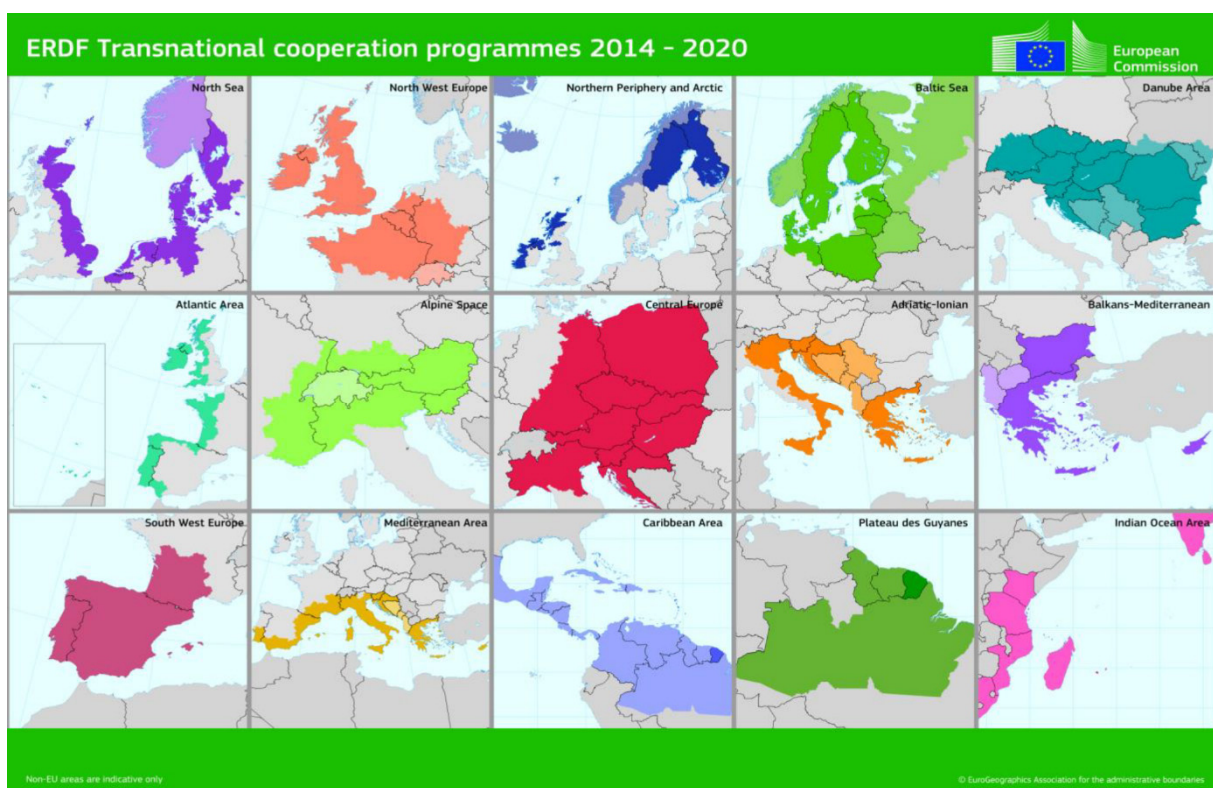 ERDF Transnational cooperation programmes 2014 - 2020
European
Commission
North Sea
North West Europe
Northern Periphery and Arctic
Baltic Sea
Danube Area
Atlantic Area
Alpine Space
Central Europe
Adriatic-Ionian
Balkans-Mediterranean
South West Europe
Mediterranean Area
Caribbean Area
Plateau des Guyanes
Indian Ocean Area
Non-EU areas are indicative only
© EuroGeographics Association for the administrative boundaries